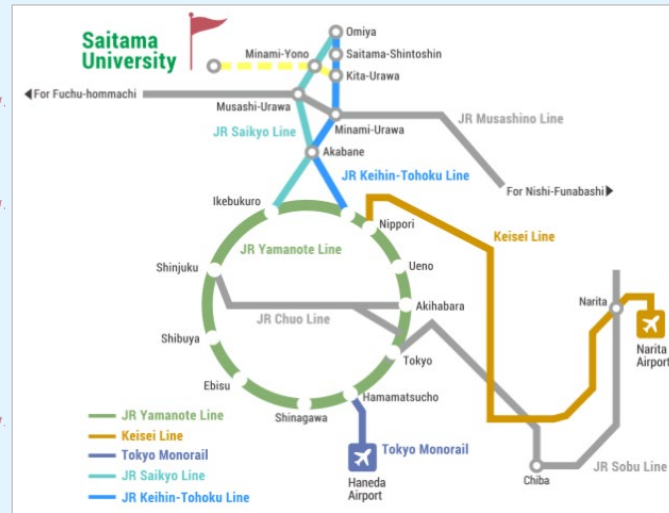 Saitama
University
Omiya
Minami-Yono
Saitama-Shintoshin
Kita-Urawa
For Fuchu-hommachi
Musashi-Urawa
Minami-Urawa
JR Musashino Line
JR Saikyo Line
Akabane
JR Keihin-Tohoku Line
For Nishi-Funabashi
Ikebukuro
Nippori
Keisei Line
JR Yamanote Line
Ueno
Shinjuku
Akihabara
Narita
JR Chuo Line
Narita
Airport
Shibuya
Tokyo
Ebisu
Hamamatsucho
Shinagawa
JR Yamanote Line
Keisei Line
Tokyo Monorail
JR Saikyo Line
JR Keihin-Tohoku Line
Tokyo Monorail
Haneda
Airport
Chiba
JR Sobu Line